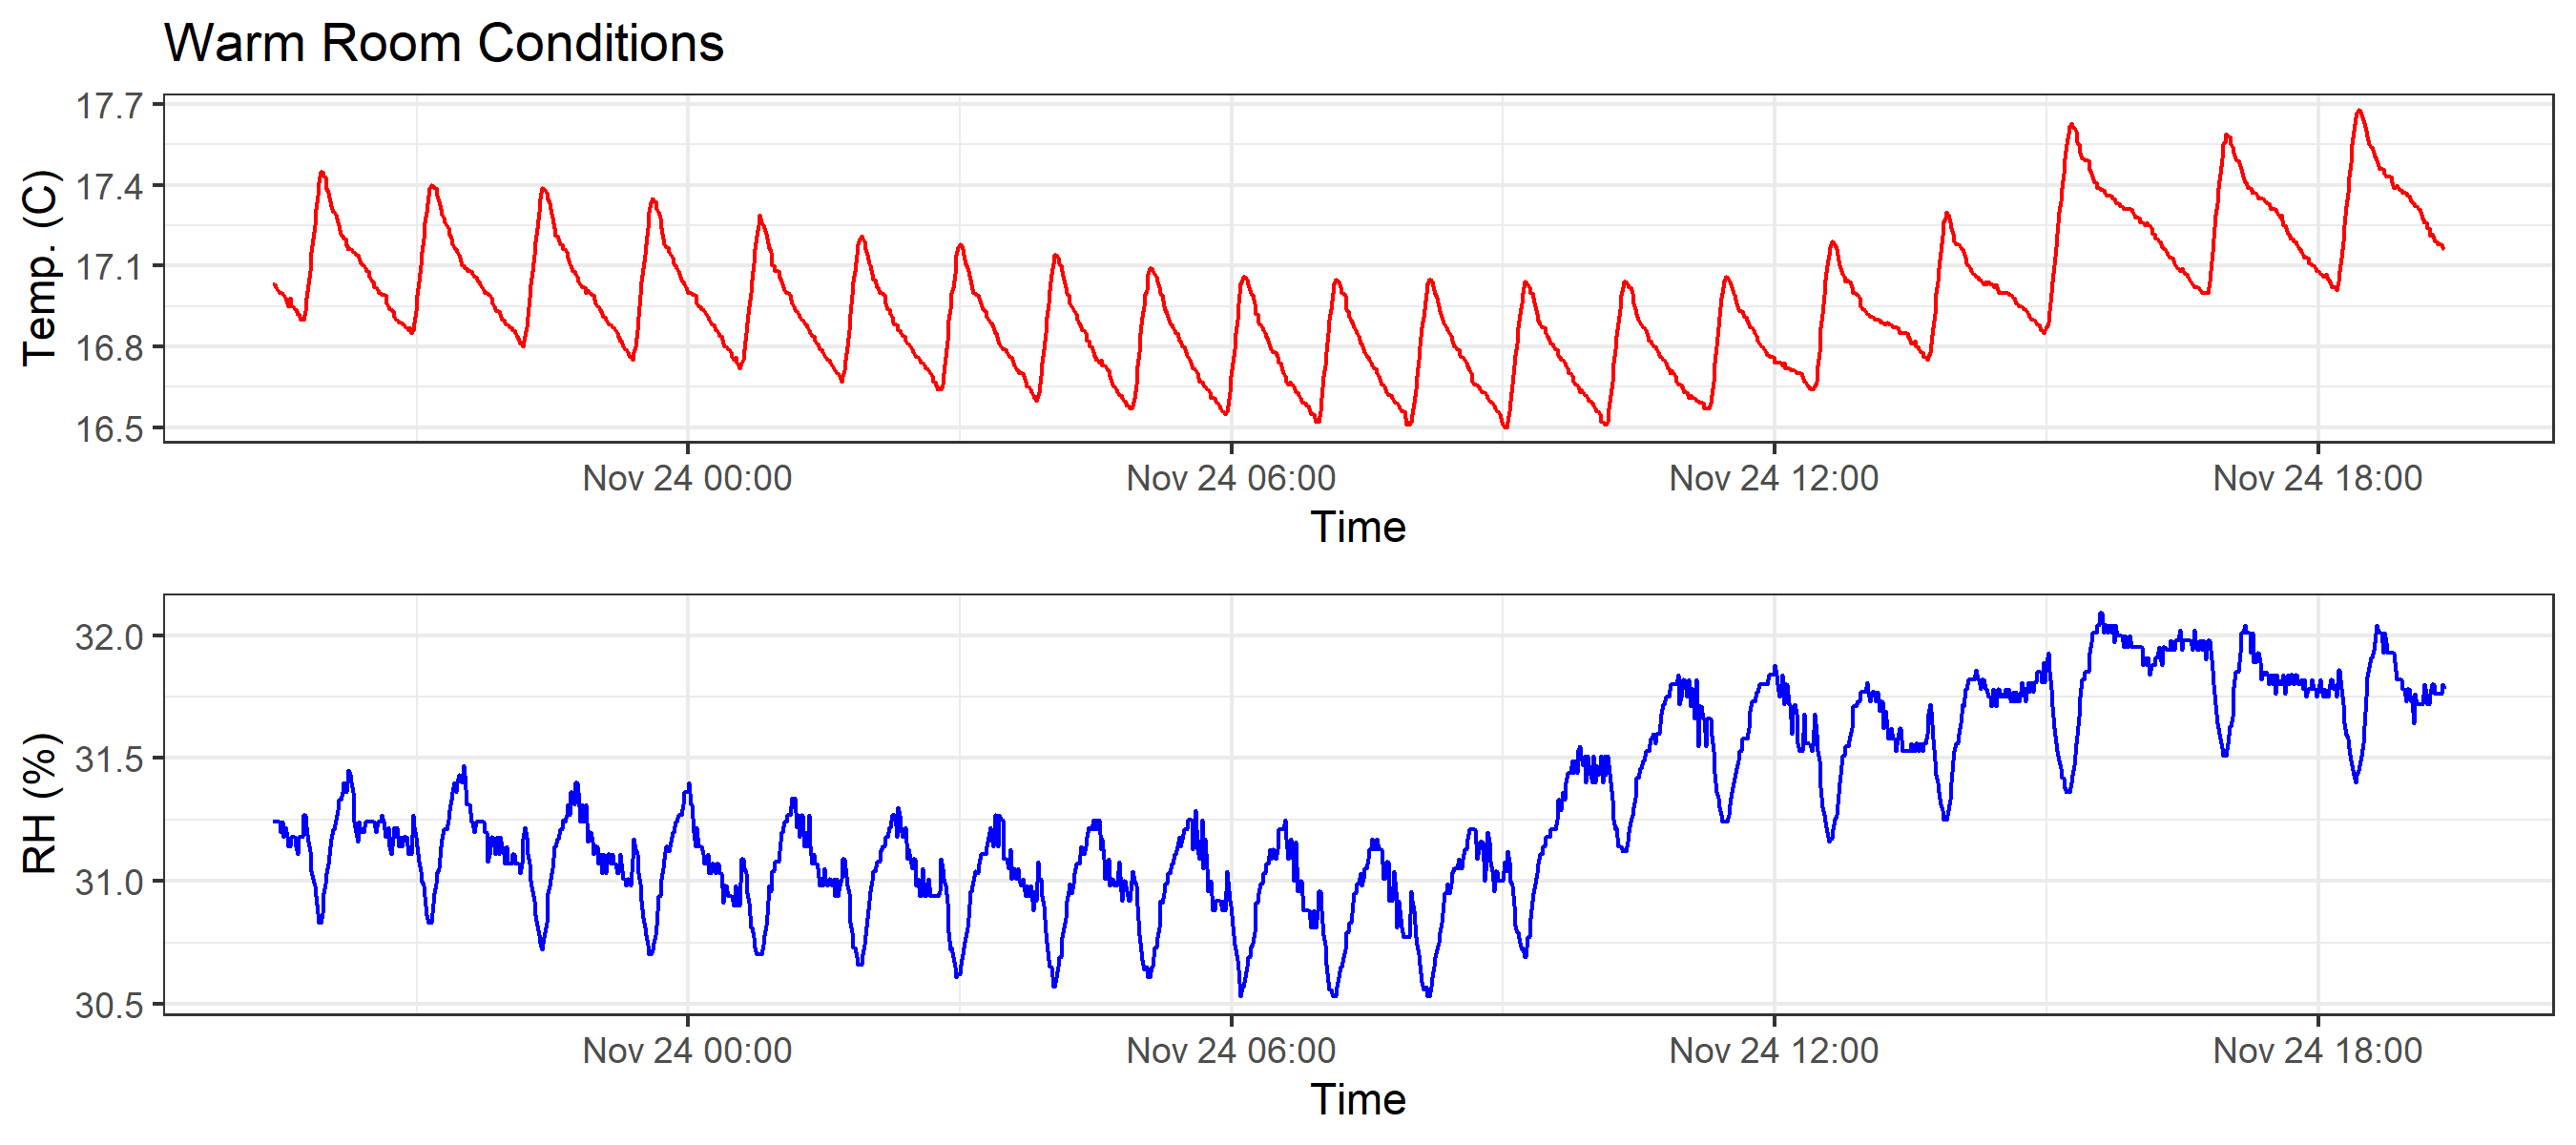 Warm Room Conditions
17.7
17.4
17.1
16.8
16.5
Temp. (C)
Nov 24 00:00 Nov 24 06:00 Nov 24 12:00 Nov 24 18:00
Time
32.0
31.5
31.0
30.5
RH (%)
Nov 24 00:00 Nov 24 06:00 Nov 24 12:00 Nov 24 18:00
Time